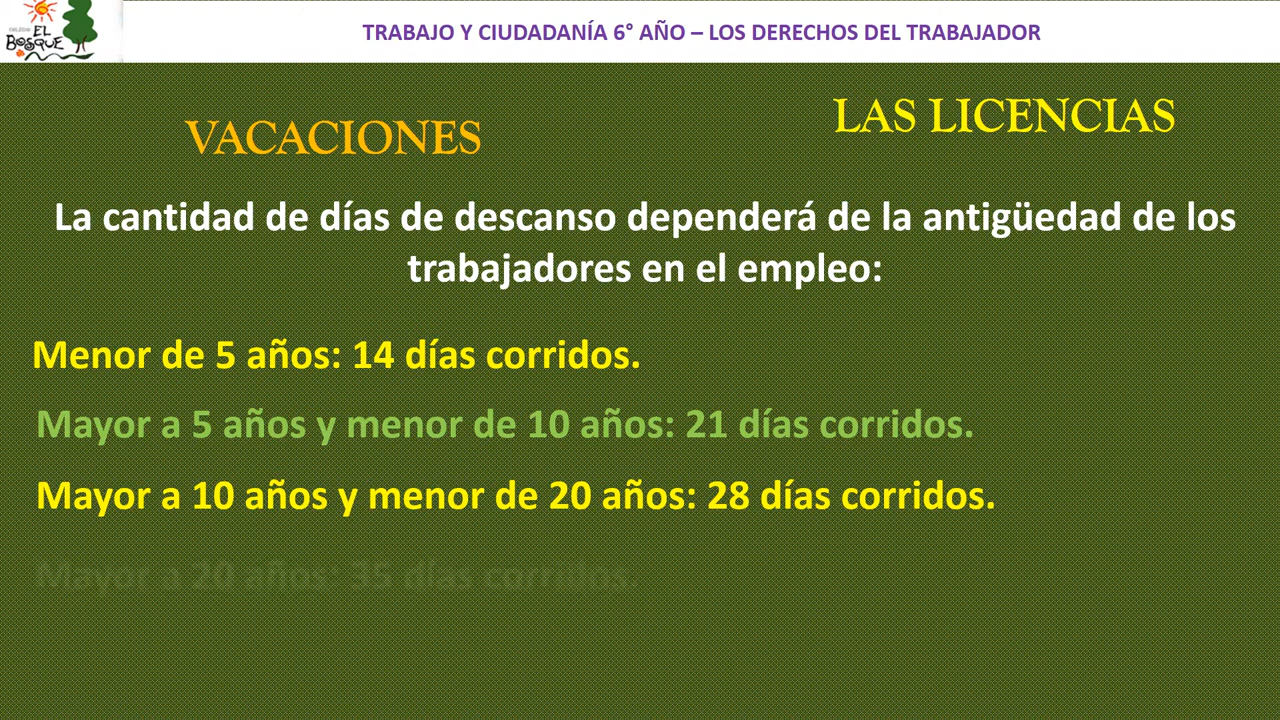 COLEGIO
EL
BOSQUE
TRABAJO Y CIUDADANÍA 6° AÑO – LOS DERECHOS DEL TRABAJADOR
LAS LICENCIAS
VACACIONES
La cantidad de días de descanso dependerá de la antigüedad de los
trabajadores en el empleo:
Menor de 5 años: 14 días corridos.
Mayor a 5 años y menor de 10 años: 21 días corridos.
Mayor a 10 años y menor de 20 años: 28 días corridos.
Mayor a 20 años: 35 días corridos.